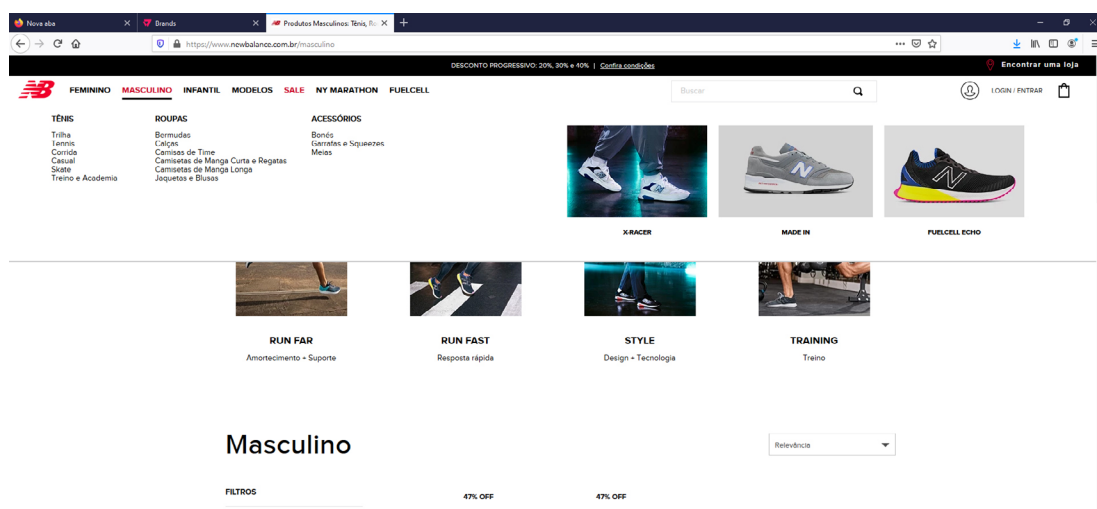 Nova aba
Brands
Produtos Masculinos: Tênis, Ro
https://www.newbalance.com.br/masculino
DESCONTO PROGRESSIVO: 20%, 30% e 40% | Confira condições
Encontrar uma loja
NB
FEMININO MASCULINO INFANTIL MODELOS SALE NY MARATHON FUELCELL
Buscar
LOGIN / ENTRAR
TÊNIS
Trilha
Tennis
Corrida
Casual
Skate
Treino e Academia
ROUPAS
Bermudas
Calças
Camisas de Time
Camisetas de Manga Curta e Regatas
Camisetas de Manga Longa
Jaquetas e Blusas
ACESSÓRIOS
Bonés
Garrafas e Squeezes
Meias
X-RACER
MADE IN
FUELCELL ECHO
RUN FAR
Amortecimento + Suporte
RUN FAST
Resposta rápida
STYLE
Design + Tecnologia
TRAINING
Treino
Masculino
Relevância
FILTROS
47% OFF
47% OFF